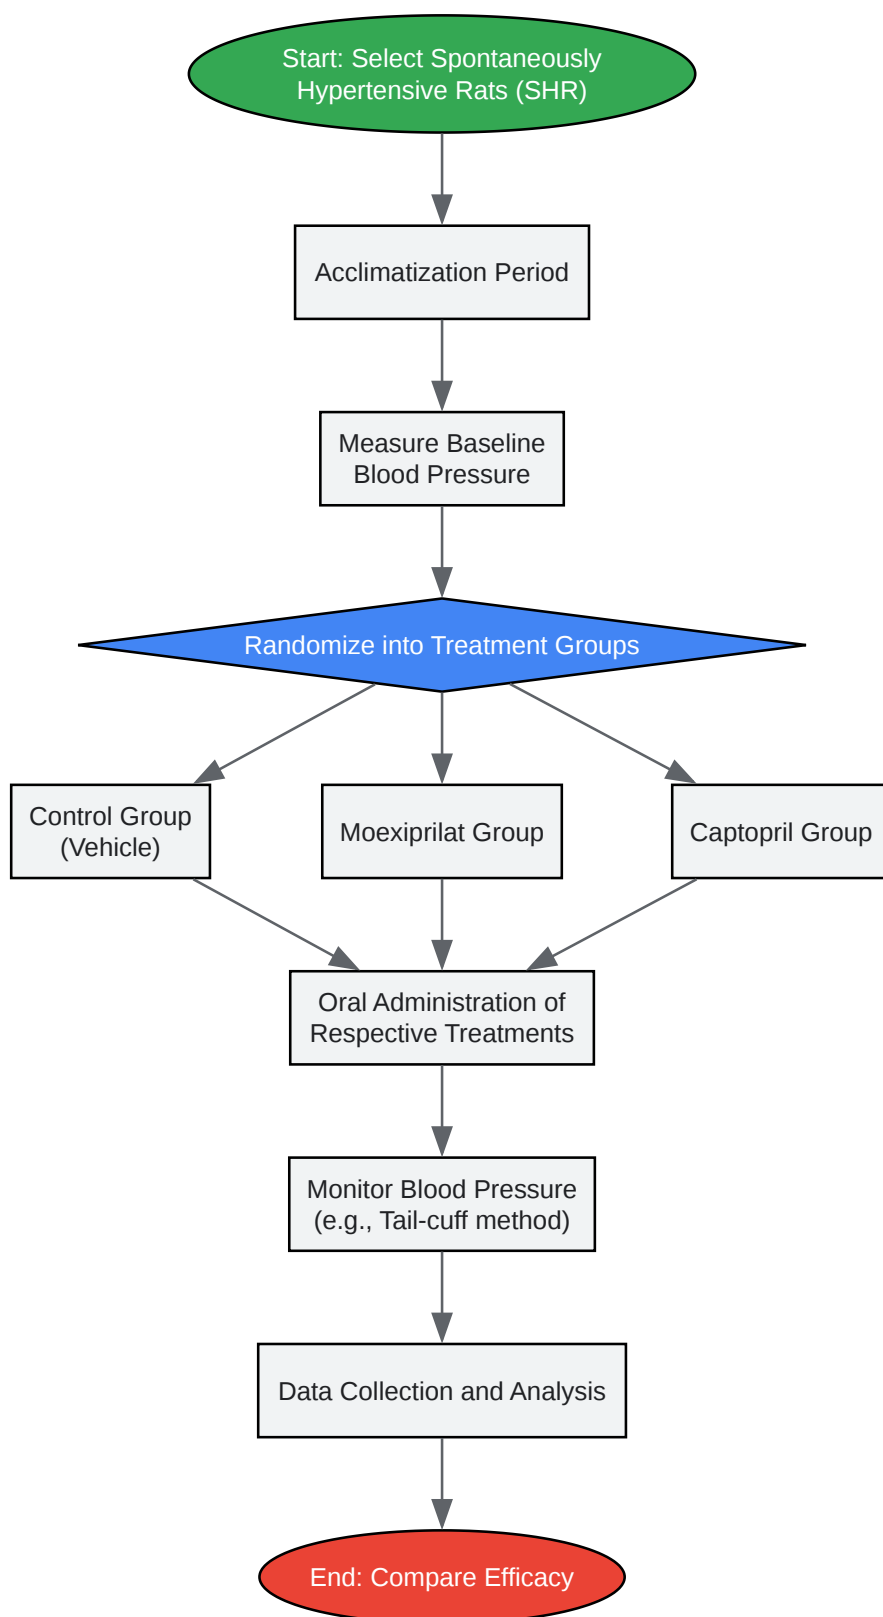 Start: Select Spontaneously
Hypertensive Rats (SHR)
Acclimatization Period
Measure Baseline
Blood Pressure
Randomize into Treatment Groups
Control Group
(Vehicle)
Moexiprilat Group
Captopril Group
Oral Administration of
Respective Treatments
Monitor Blood Pressure
(e.g., Tail-cuff method)
Data Collection and Analysis
End: Compare Efficacy